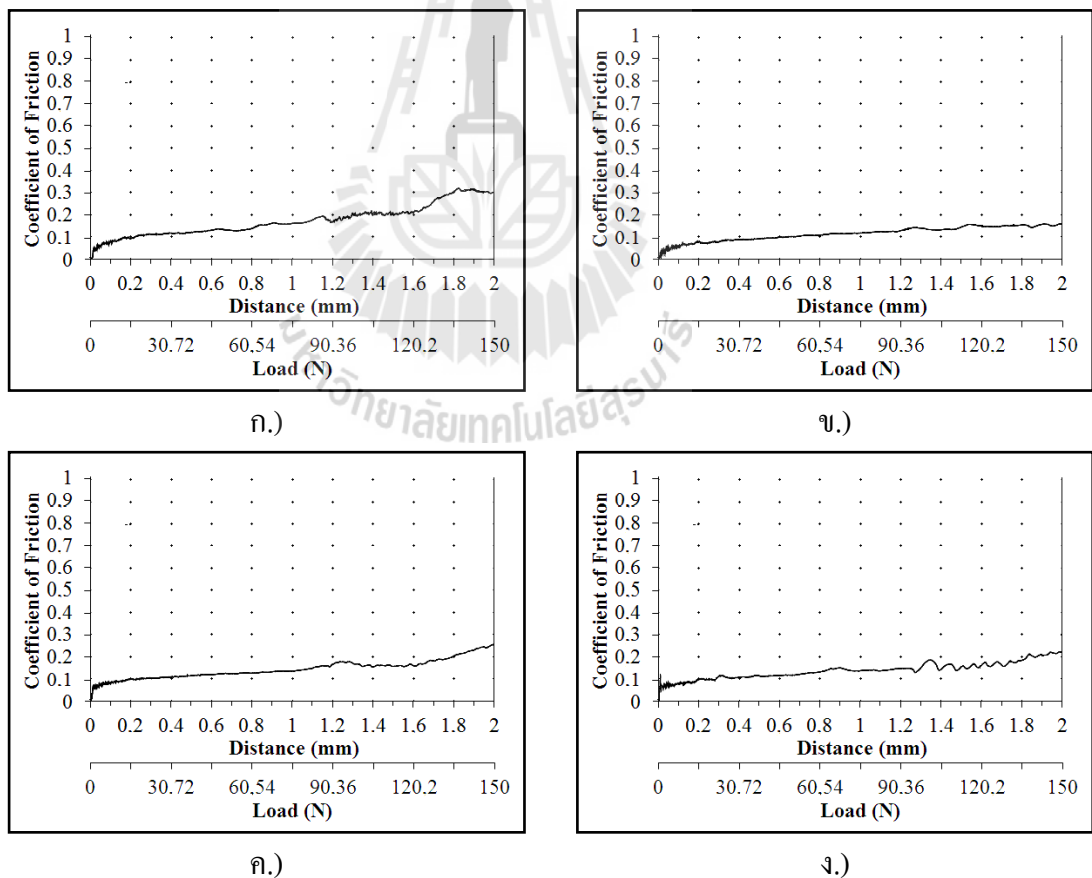 Coefficient of Friction
1
0.9
0.8
0.7
0.6
0.5
0.4
0.3
0.2
0.1
0
0 0.2 0.4 0.6 0.8 1 1.2 1.4 1.6 1.8 2
Distance (mm)
0 30.72 60.54 90.36 120.2 150
Load (N)
ก.)
Coefficient of Friction
1
0.9
0.8
0.7
0.6
0.5
0.4
0.3
0.2
0.1
0
0 0.2 0.4 0.6 0.8 1 1.2 1.4 1.6 1.8 2
Distance (mm)
0 30.72 60.54 90.36 120.2 150
Load (N)
ข.)
มหาวิทยาลัยเทคโนโลยีสุรนารี
Coefficient of Friction
1
0.9
0.8
0.7
0.6
0.5
0.4
0.3
0.2
0.1
0
0 0.2 0.4 0.6 0.8 1 1.2 1.4 1.6 1.8 2
Distance (mm)
0 30.72 60.54 90.36 120.2 150
Load (N)
ค.)
Coefficient of Friction
1
0.9
0.8
0.7
0.6
0.5
0.4
0.3
0.2
0.1
0
0 0.2 0.4 0.6 0.8 1 1.2 1.4 1.6 1.8 2
Distance (mm)
0 30.72 60.54 90.36 120.2 150
Load (N)
ง.)